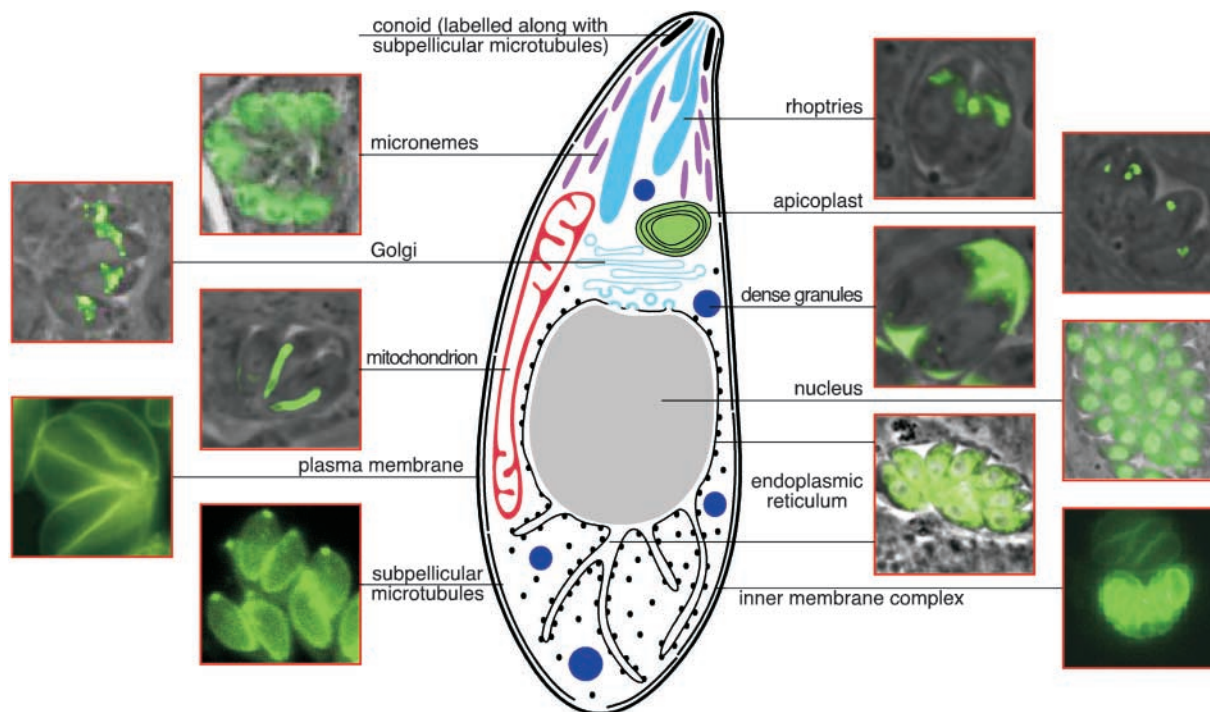 conoid (labelled along with
subpellicular microtubules)
rhoptries
micronemes
apicoplast
Golgi
dense granules
mitochondrion
nucleus
plasma membrane
endoplasmic
reticulum
subpellicular
microtubules
inner membrane complex